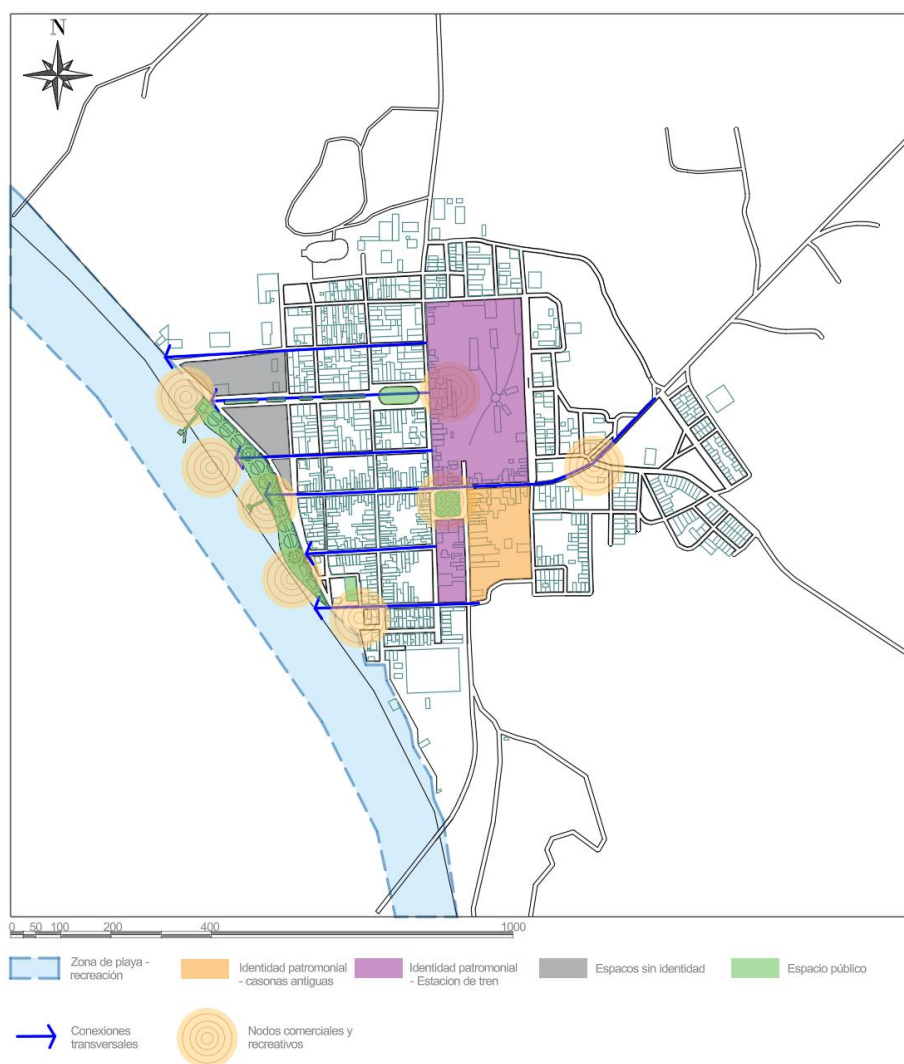 N
0 50 100 200 400 1000
Zona de playa -
recreación
Identidad patromonial
- casonas antiguas
Identidad patromonial
- Estacion de tren
Espacos sin identidad
Espacio público
Conexiones
transversales
Nodos comerciales y
recreativos